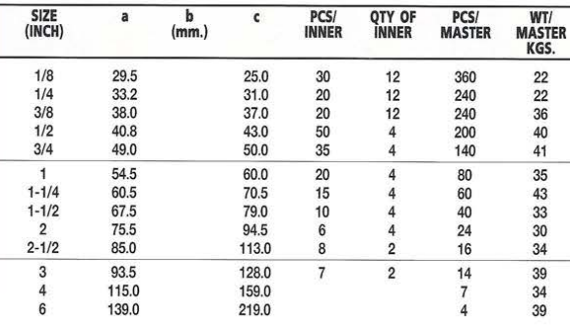 SIZE (INCH) a b (mm.) c PCS/ INNER QTY OF INNER PCS/ MASTER WT/ MASTER KGS.
1/8 29.5 25.0 30 12 360 22
1/4 33.2 31.0 20 12 240 22
3/8 38.0 37.0 20 12 240 36
1/2 40.8 43.0 50 4 200 40
3/4 49.0 50.0 35 4 140 41
1 54.5 60.0 20 4 80 35
1-1/4 60.5 70.5 15 4 60 43
1-1/2 67.5 79.0 10 4 40 33
2 75.5 94.5 6 4 24 30
2-1/2 85.0 113.0 8 2 16 34
3 93.5 128.0 7 2 14 39
4 115.0 159.0 7 34
6 139.0 219.0 4 39